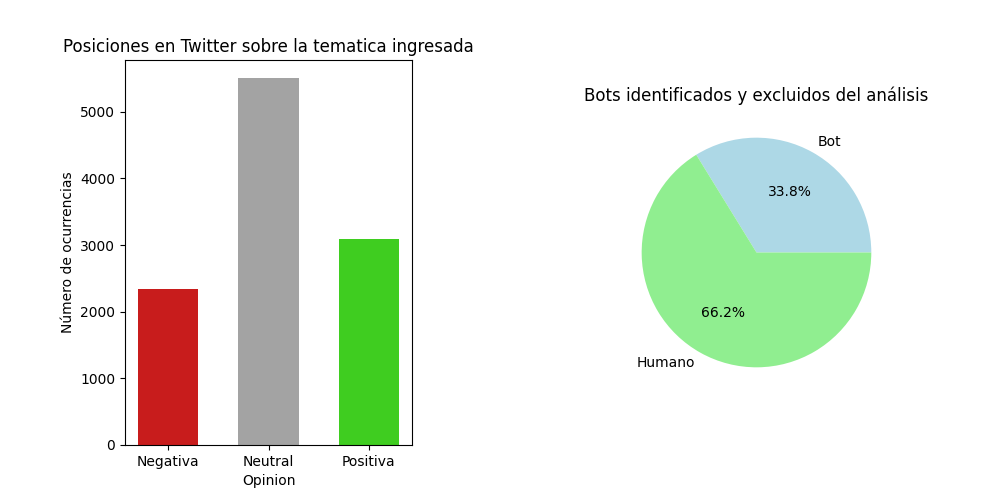 Posiciones en Twitter sobre la tematica ingresada
Número de ocurrencias
5000
4000
3000
2000
1000
0
Negativa
Neutral
Positiva
Opinion
Bots identificados y excluidos del análisis
Bot
33.8%
66.2%
Humano